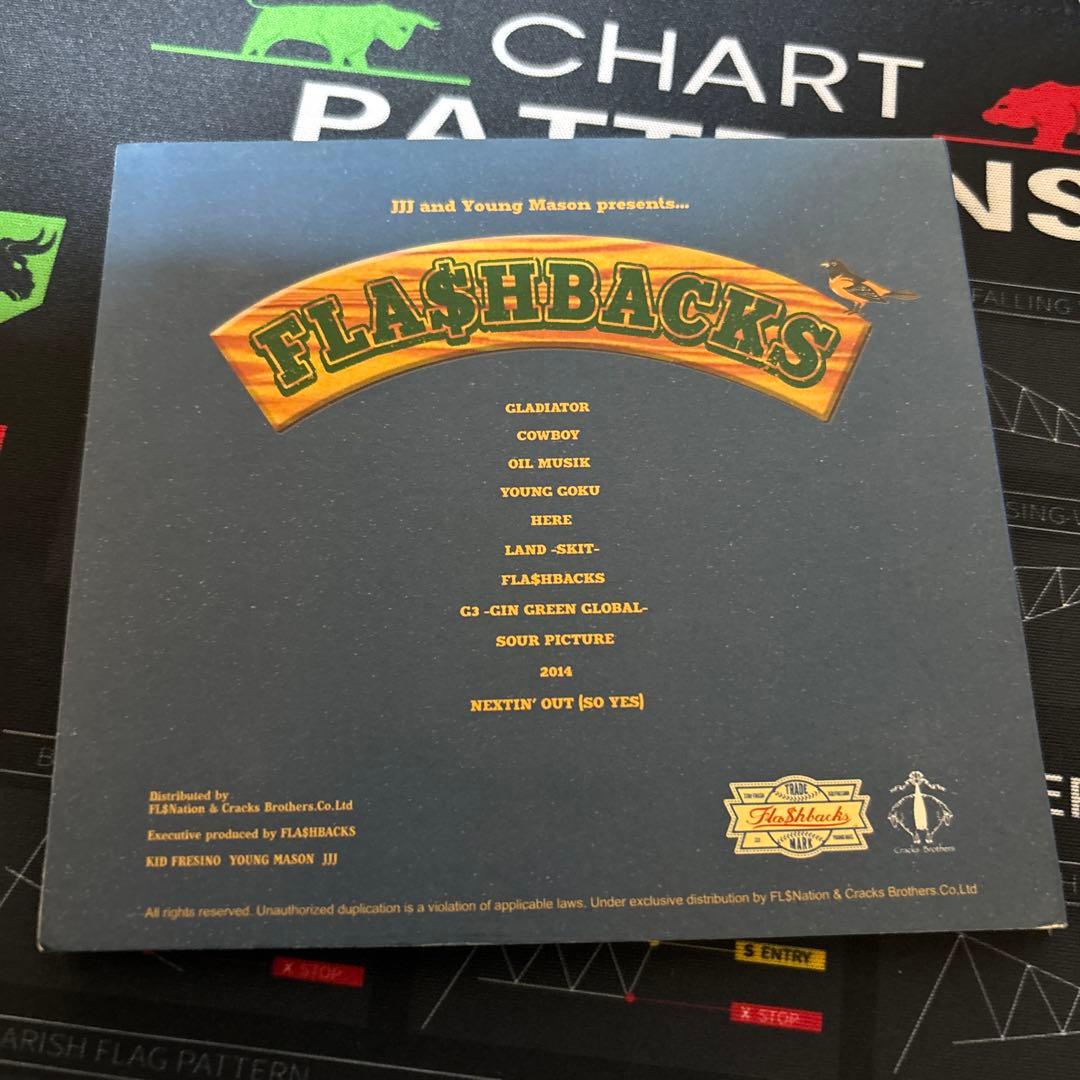 CHART
JJJ and Young Mason presents...
FLA$HBACKS
FALLING
GLADIATOR
COWBOY
OIL MUSIK
YOUNG GOKU
HERE
LAND -SKIT-
FLA$HBACKS
G3 -GIN GREEN GLOBAL-
SOUR PICTURE
2014
NEXTIN' OUT (SO YES)
Distributed by
FL$Nation & Cracks Brothers.Co.Ltd
Executive produced by FLA$HBACKS
KID FRESINO YOUNG MASON JJJ
TRADE
Fla$hbacks
MARK
Cracks Brothers
All rights reserved. Unauthorized duplication is a violation of applicable laws. Under exclusive distribution by FL$Nation & Cracks Brothers.Co.Ltd
$ ENTRY
X STOP
X STOP
ARISH FLAG PATTERN